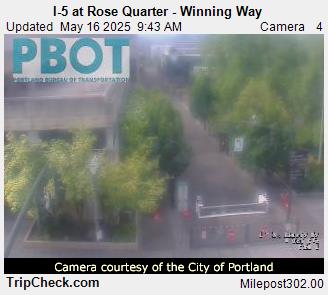 I-5 at Rose Quarter - Winning Way
Updated May 16 2025 9:43 AM Camera 4
PBOT
PORTLAND BUREAU OF TRANSPORTATION
Camera courtesy of the City of Portland
TripCheck.com Milepost302.00